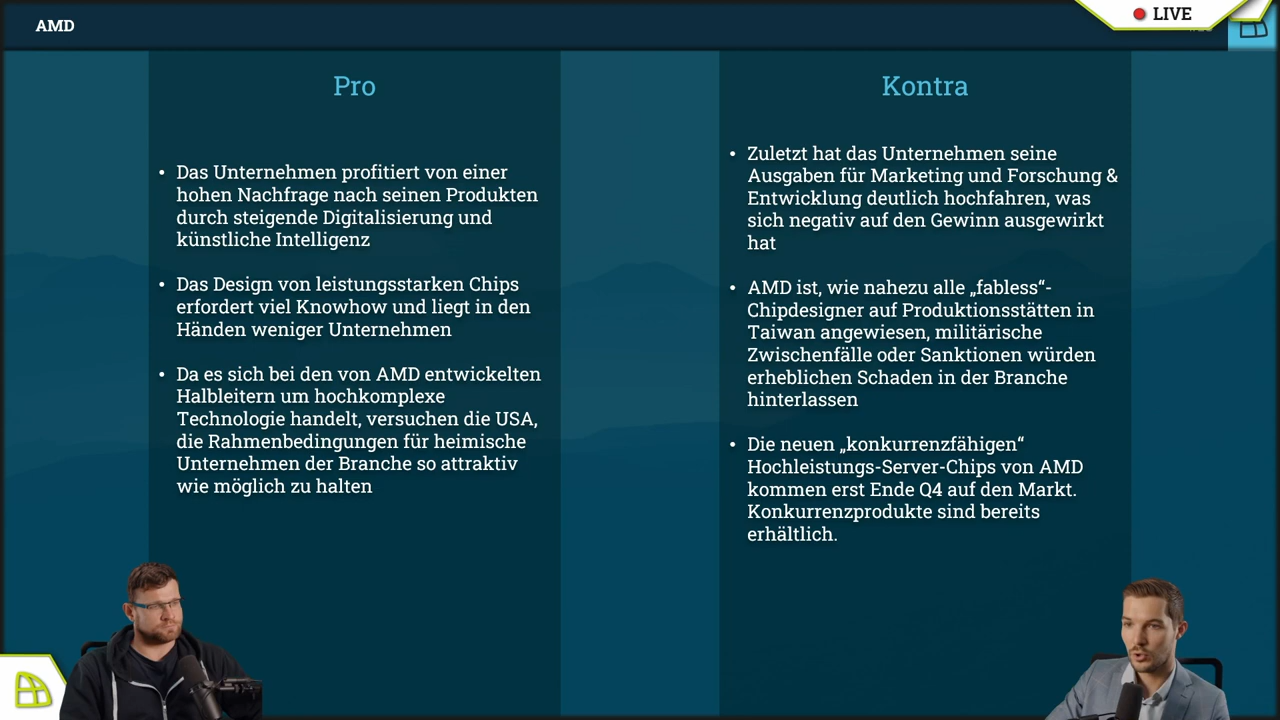 AMD
LIVE
Pro
Das Unternehmen profitiert von einer
hohen Nachfrage nach seinen Produkten
durch steigende Digitalisierung und
künstliche Intelligenz
Das Design von leistungsstarken Chips
erfordert viel Knowhow und liegt in den
Händen weniger Unternehmen
Da es sich bei den von AMD entwickelten
Halbleitern um hochkomplexe
Technologie handelt, versuchen die USA,
die Rahmenbedingungen für heimische
Unternehmen der Branche so attraktiv
wie möglich zu halten
Kontra
Zuletzt hat das Unternehmen seine
Ausgaben für Marketing und Forschung &
Entwicklung deutlich hochfahren, was
sich negativ auf den Gewinn ausgewirkt
hat
AMD ist, wie nahezu alle „fabless“-
Chipdesigner auf Produktionsstätten in
Taiwan angewiesen, militärische
Zwischenfälle oder Sanktionen würden
erheblichen Schaden in der Branche
hinterlassen
Die neuen „konkurrenzfähigen“
Hochleistungs-Server-Chips von AMD
kommen erst Ende Q4 auf den Markt.
Konkurrenzprodukte sind bereits
erhältlich.